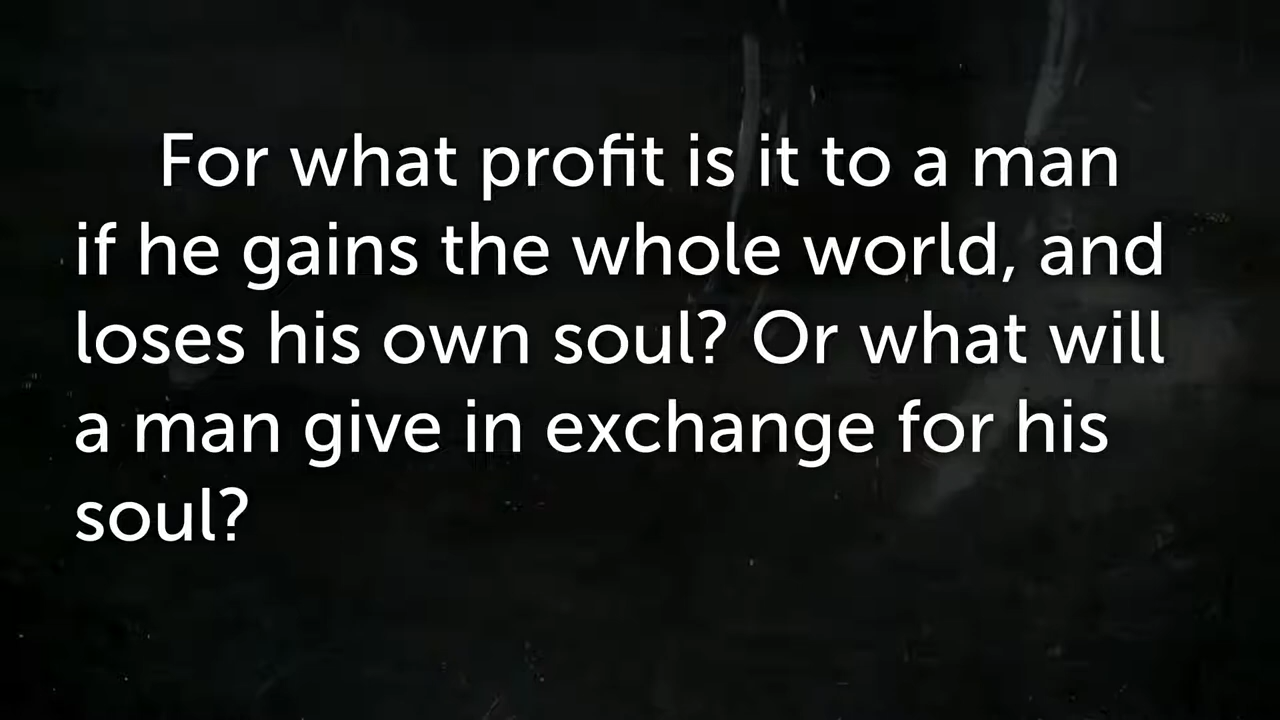 For what profit is it to a man
if he gains the whole world, and
loses his own soul? Or what will
a man give in exchange for his
soul?